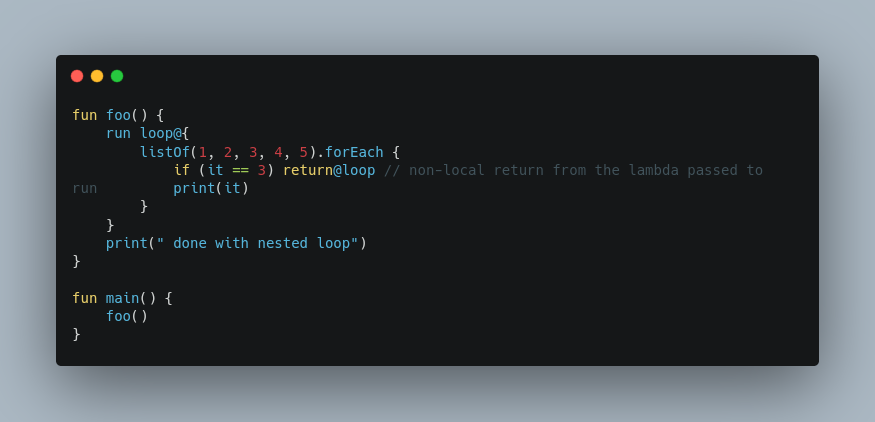 fun foo() {
    run loop@{
        listOf(1, 2, 3, 4, 5).forEach {
            if (it == 3) return@loop // non-local return from the lambda passed to
run         print(it)
        }
    }
    print(" done with nested loop")
}

fun main() {
    foo()
}